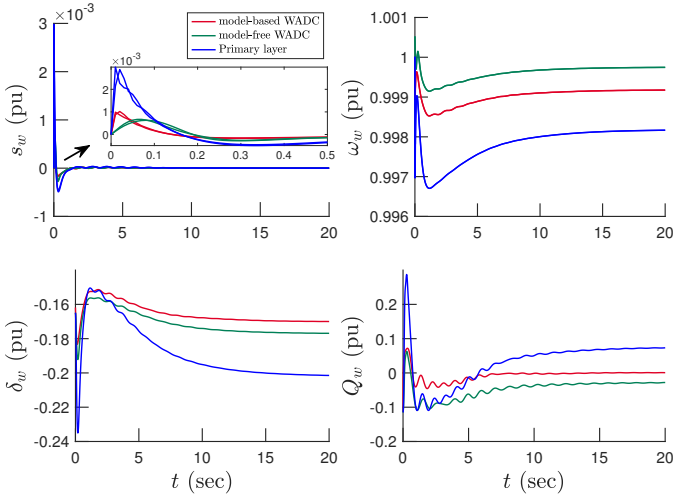 ×10⁻³
3
2
1
0
-1
s_w (pu)
0 5 10 15 20
model-based WADC
model-free WADC
Primary layer
×10⁻³
2
1
0
0 0.1 0.2 0.3 0.4 0.5
1.001
1
0.999
0.998
0.997
0.996
ω_w (pu)
0 5 10 15 20
-0.16
-0.18
-0.2
-0.22
-0.24
δ_w (pu)
0 5 10 15 20
t (sec)
0.2
0.1
0
-0.1
-0.2
Q_w (pu)
0 5 10 15 20
t (sec)